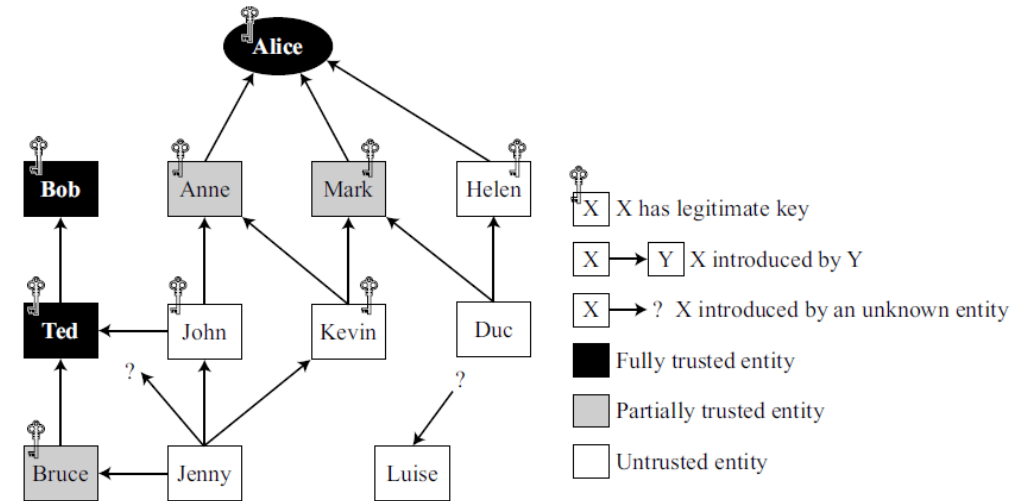 Alice
Bob
Anne
Mark
Helen
Ted
John
Kevin
Duc
?
?
Bruce
Jenny
Luise
X X has legitimate key
X Y X introduced by Y
X ? X introduced by an unknown entity
Fully trusted entity
Partially trusted entity
Untrusted entity